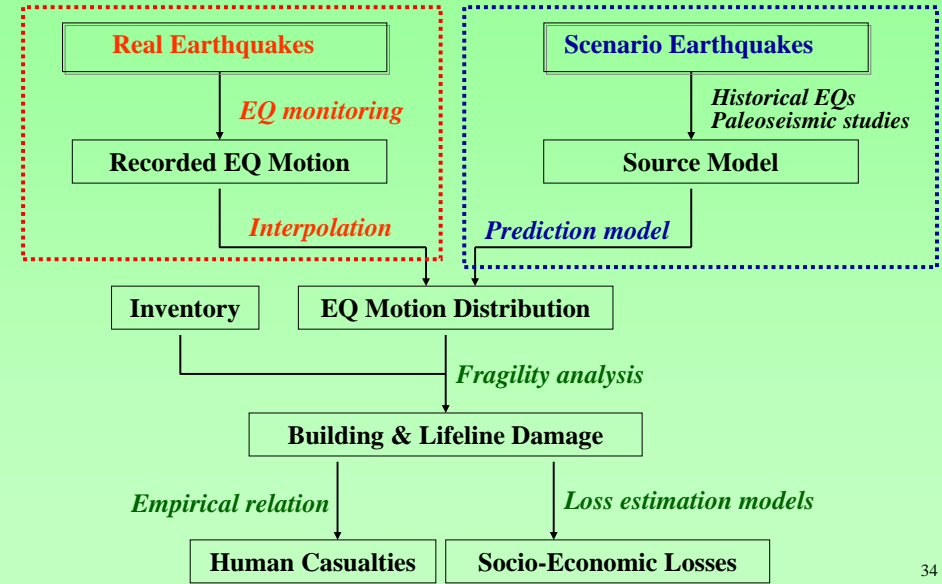 Real Earthquakes
Scenario Earthquakes
EQ monitoring
Historical EQs
Paleoseismic studies
Recorded EQ Motion
Source Model
Interpolation
Prediction model
Inventory
EQ Motion Distribution
Fragility analysis
Building & Lifeline Damage
Empirical relation
Loss estimation models
Human Casualties
Socio-Economic Losses
34